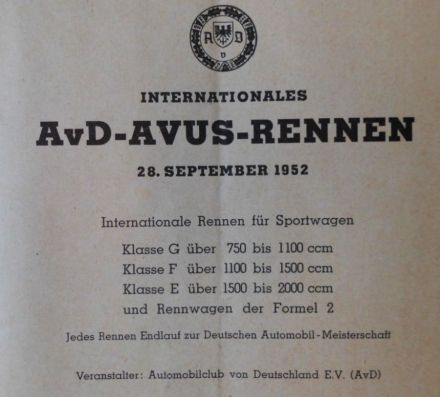 A D
v
INTERNATIONALES
AvD-AVUS-RENNEN
28. SEPTEMBER 1952
Internationale Rennen für Sportwagen
Klasse G über 750 bis 1100 ccm
Klasse F über 1100 bis 1500 ccm
Klasse E über 1500 bis 2000 ccm
und Rennwagen der Formel 2
Jedes Rennen Endlauf zur Deutschen Automobil-Meisterschaft
Veranstalter: Automobilclub von Deutschland E.V. (AvD)